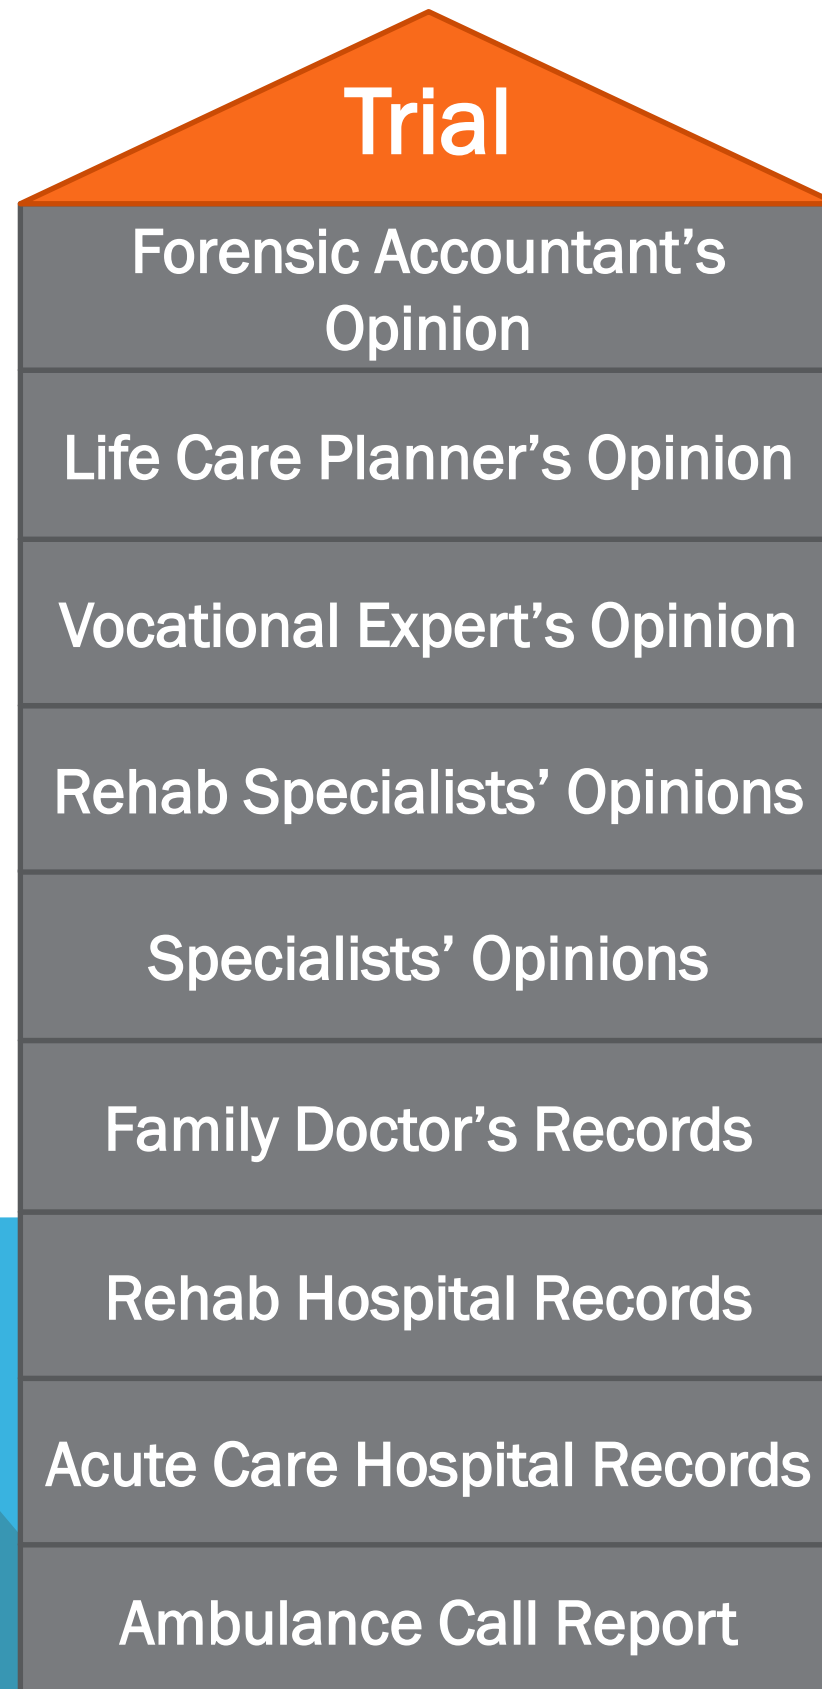 Trial
Forensic Accountant’s
Opinion
Life Care Planner’s Opinion
Vocational Expert’s Opinion
Rehab Specialists’ Opinions
Specialists’ Opinions
Family Doctor’s Records
Rehab Hospital Records
Acute Care Hospital Records
Ambulance Call Report